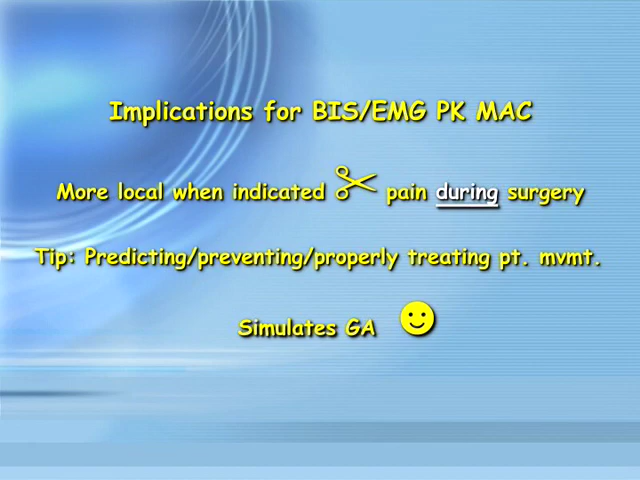 Implications for BIS/EMG PK MAC
More local when indicated ✂ pain during surgery
Tip: Predicting/preventing/properly treating pt. mvmt.
Simulates GA ☻